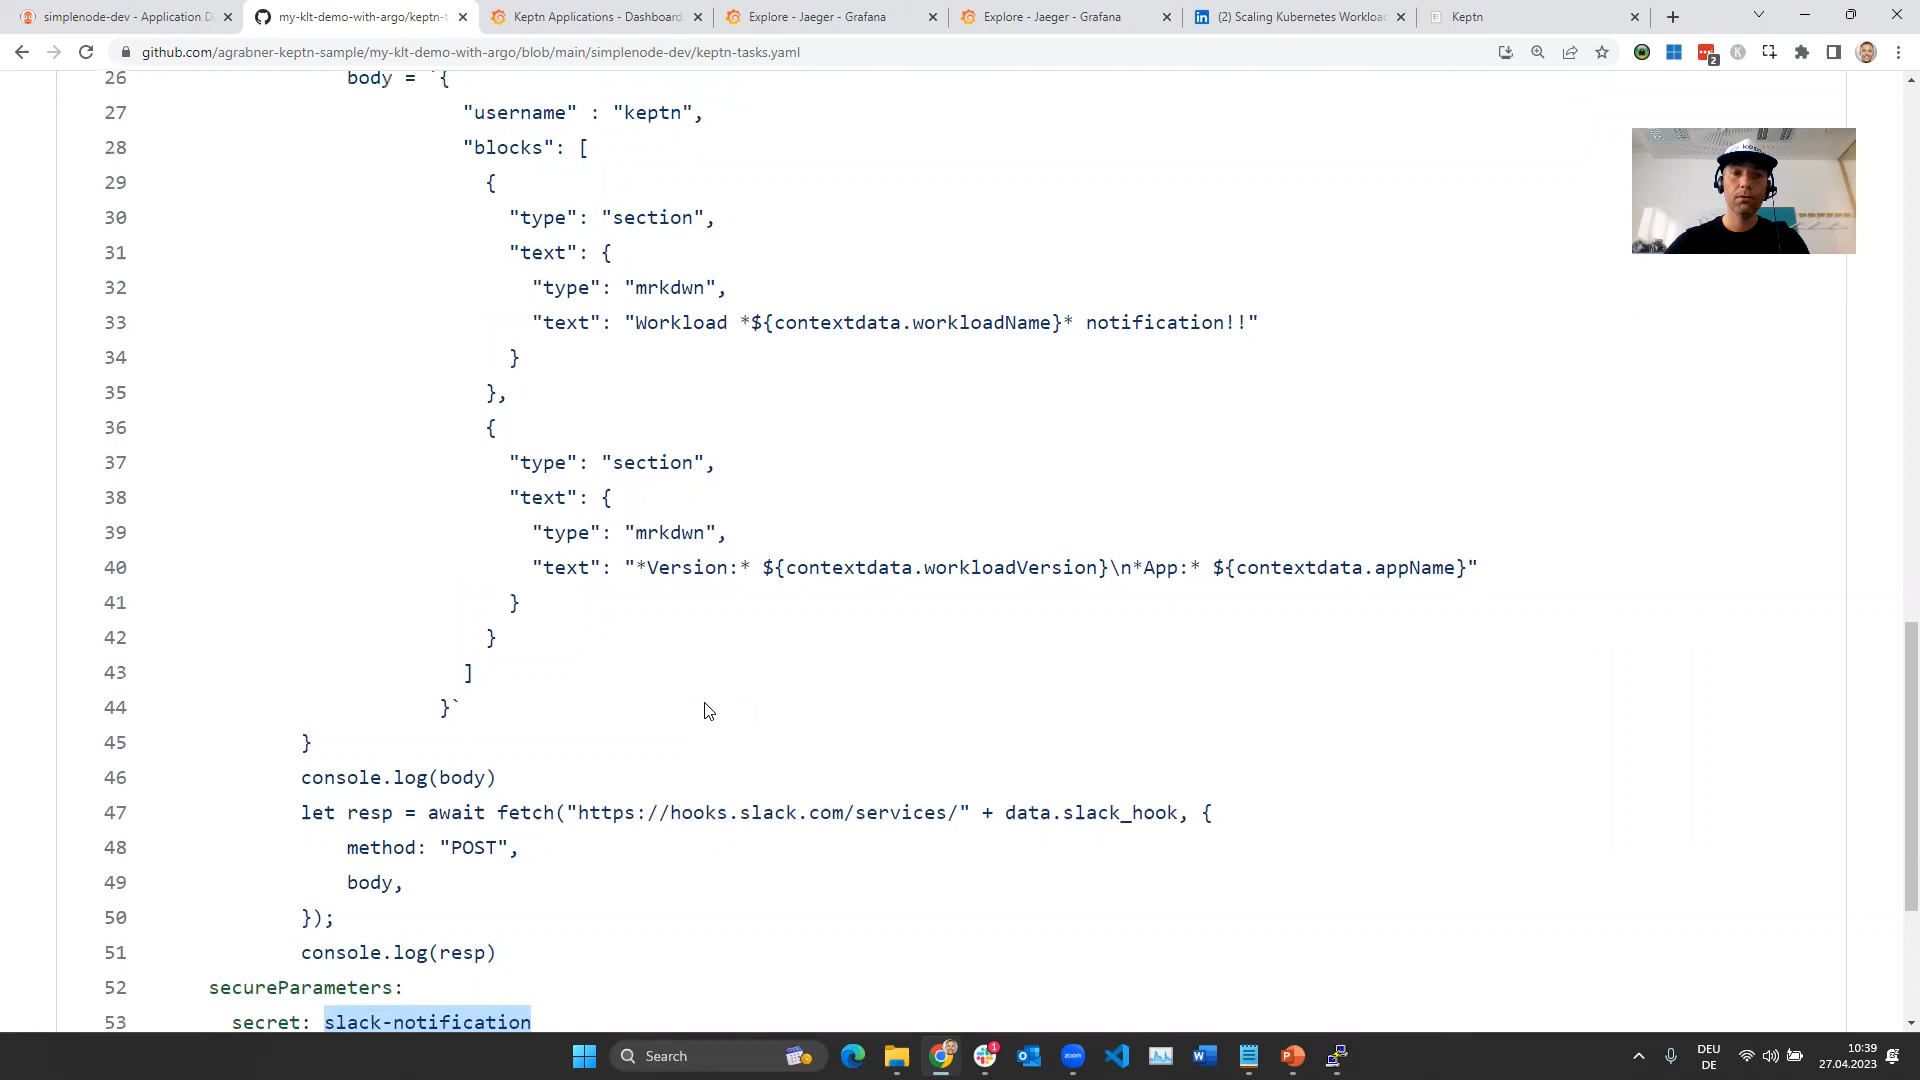 simplenode-dev - Application D
my-klt-demo-with-argo/keptn-t
Keptn Applications - Dashboard
Explore - Jaeger - Grafana
Explore - Jaeger - Grafana
(2) Scaling Kubernetes Workloa
Keptn
github.com/agrabner-keptn-sample/my-klt-demo-with-argo/blob/main/simplenode-dev/keptn-tasks.yaml
2
26 body = `{
27 "username" : "keptn",
28 "blocks": [
29 {
30 "type": "section",
31 "text": {
32 "type": "mrkdwn",
33 "text": "Workload *${contextdata.workloadName}* notification!!"
34 }
35 },
36 {
37 "type": "section",
38 "text": {
39 "type": "mrkdwn",
40 "text": "*Version:* ${contextdata.workloadVersion}\n*App:* ${contextdata.appName}"
41 }
42 }
43 ]
44 }`
45 }
46 console.log(body)
47 let resp = await fetch("https://hooks.slack.com/services/" + data.slack_hook, {
48 method: "POST",
49 body,
50 });
51 console.log(resp)
52 secureParameters:
53 secret: slack-notification
Search
1
zoom
DEU
DE
10:39
27.04.2023